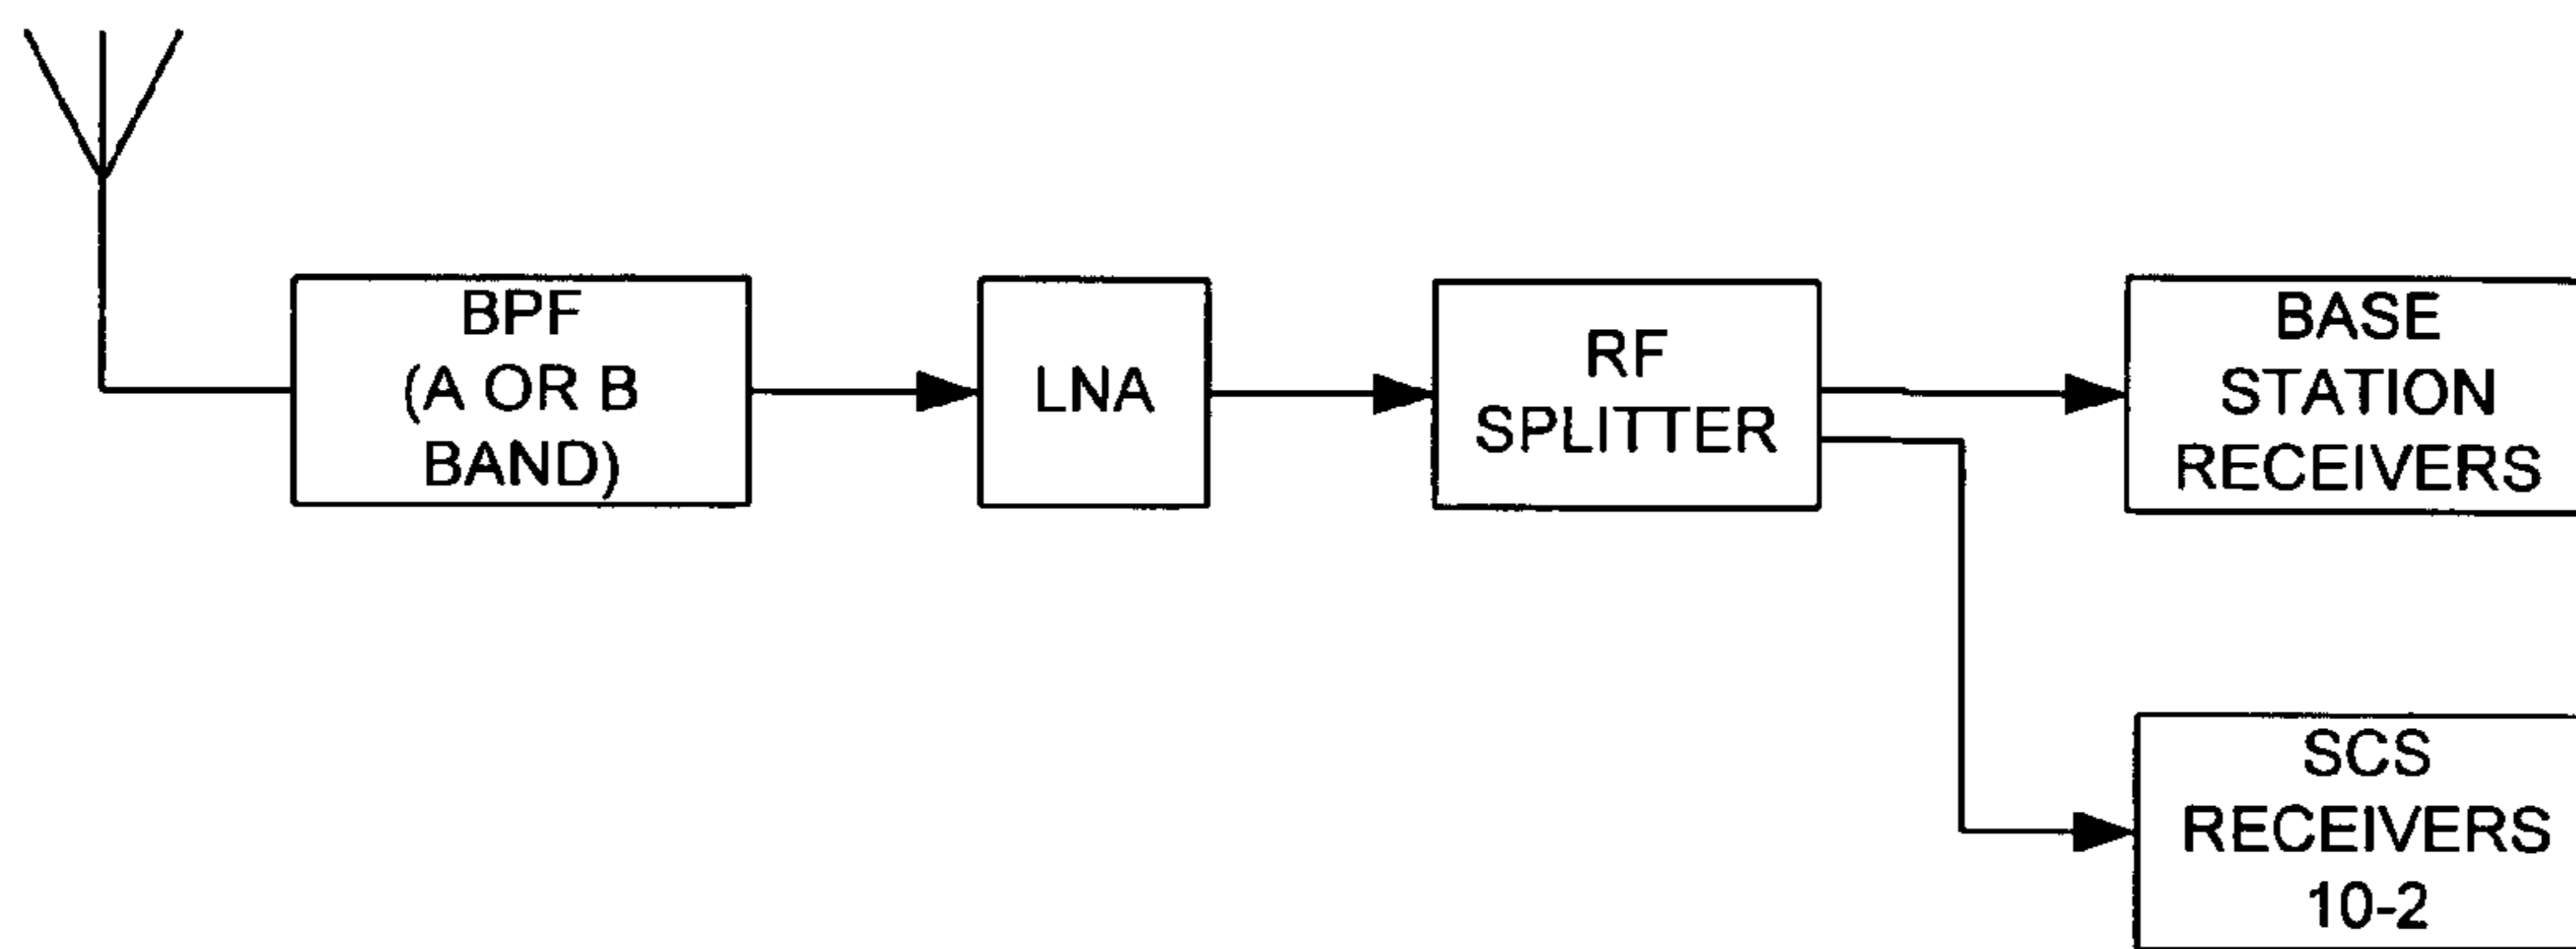 BPF
(A OR B
BAND)
LNA
RF
SPLITTER
BASE
STATION
RECEIVERS
SCS
RECEIVERS
10-2